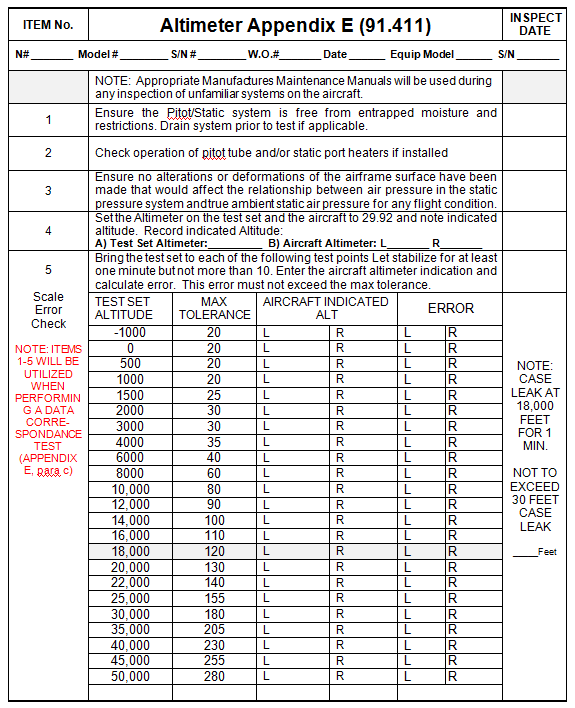 ITEM No.
Altimeter Appendix E (91.411)
INSPECT
DATE
N#______ Model #________ S/N #________ W.O.#_______ Date_______ Equip Model______ S/N_______
NOTE: Appropriate Manufactures Maintenance Manuals will be used during
any inspection of unfamiliar systems on the aircraft.
1
Ensure the Pitot/Static system is free from entrapped moisture and
restrictions. Drain system prior to test if applicable.
2
Check operation of pitot tube and/or static port heaters if installed
3
Ensure no alterations or deformations of the airframe surface have been
made that would affect the relationship between air pressure in the static
pressure system and true ambient static air pressure for any flight condition.
4
Set the Altimeter on the test set and the aircraft to 29.92 and note indicated
altitude. Record indicated Altitude:
A) Test Set Altimeter:_________ B) Aircraft Altimeter: L_______ R_______
5
Bring the test set to each of the following test points Let stabilize for at least
one minute but not more than 10. Enter the aircraft altimeter indication and
calculate error. This error must not exceed the max tolerance.
Scale
Error
Check
NOTE: ITEMS
1-5 WILL BE
UTILIZED
WHEN
PERFORMIN
G A DATA
CORRE-
SPONDANCE
TEST
(APPENDIX
E, para c)
TEST SET
ALTITUDE
MAX
TOLERANCE
AIRCRAFT INDICATED
ALT
ERROR
-1000 20 L R L R
0 20 L R L R
500 20 L R L R
1000 20 L R L R
1500 25 L R L R
2000 30 L R L R
3000 30 L R L R
4000 35 L R L R
6000 40 L R L R
8000 60 L R L R
10,000 80 L R L R
12,000 90 L R L R
14,000 100 L R L R
16,000 110 L R L R
18,000 120 L R L R
20,000 130 L R L R
22,000 140 L R L R
25,000 155 L R L R
30,000 180 L R L R
35,000 205 L R L R
40,000 230 L R L R
45,000 255 L R L R
50,000 280 L R L R
NOTE:
CASE
LEAK AT
18,000
FEET
FOR 1
MIN.
NOT TO
EXCEED
30 FEET
CASE
LEAK
____Feet